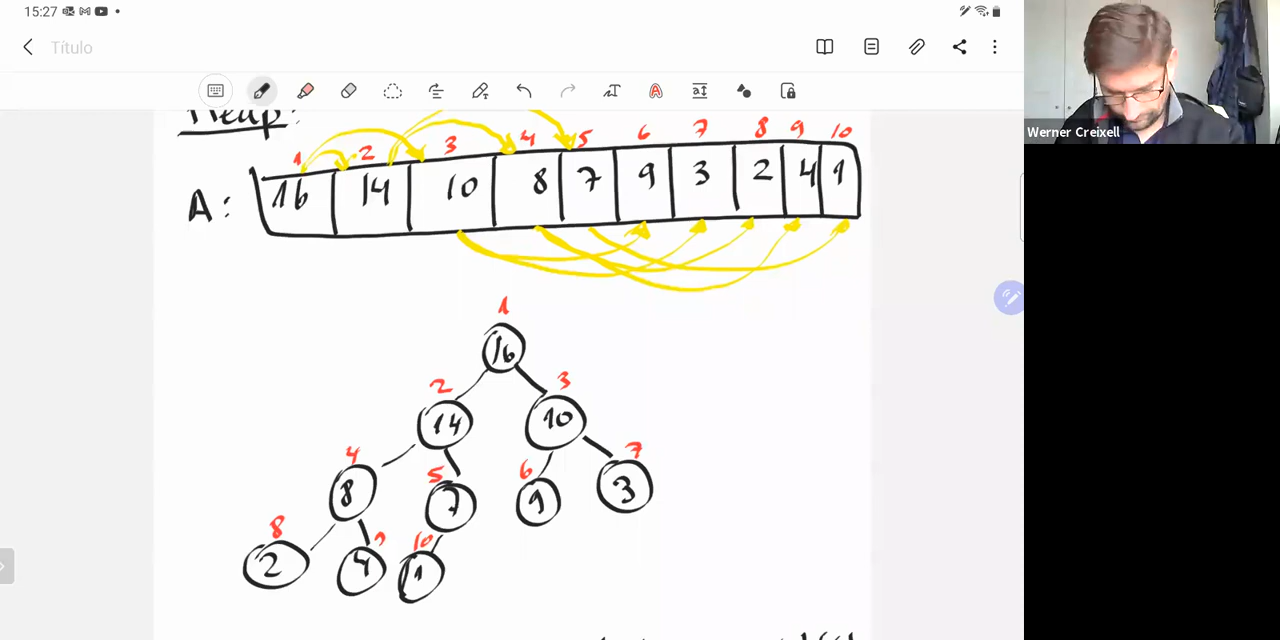 15:27
Título
Heap:
1 2 3 4 5 6 7 8 9 10
A: 16 14 10 8 7 9 3 2 4 1
1
16
2 3
14 10
4 5 6 7
8 7 9 3
8 9 10
2 4 1
Werner Creixell